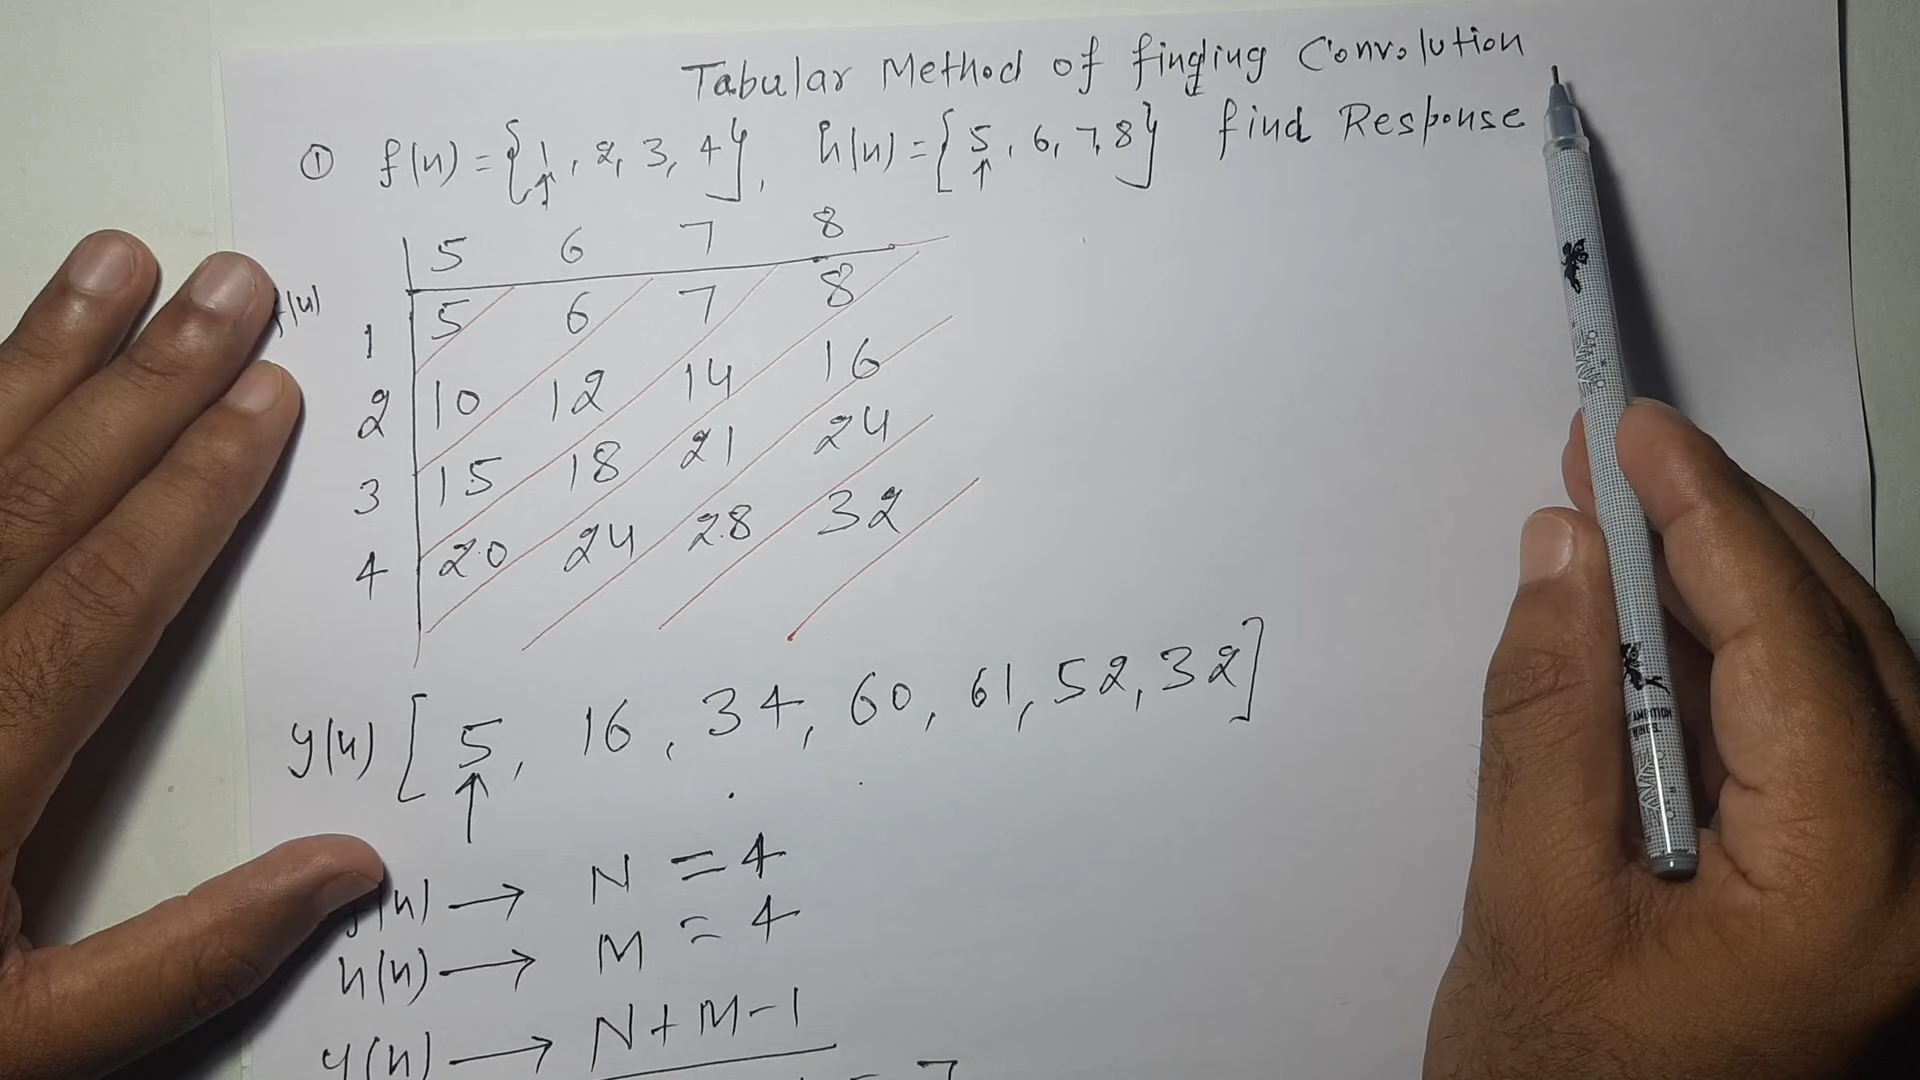 Tabular Method of finding Convolution
① f(n) = {1, 2, 3, 4}, h(n) = {5, 6, 7, 8} find Response
↑ ↑
5 6 7 8
f(n)
1 5 6 7 8
2 10 12 14 16
3 15 18 21 24
4 20 24 28 32
y(n) [5, 16, 34, 60, 61, 52, 32]
↑
f(n) → N = 4
h(n) → M = 4
y(n) → N+M-1
= 7